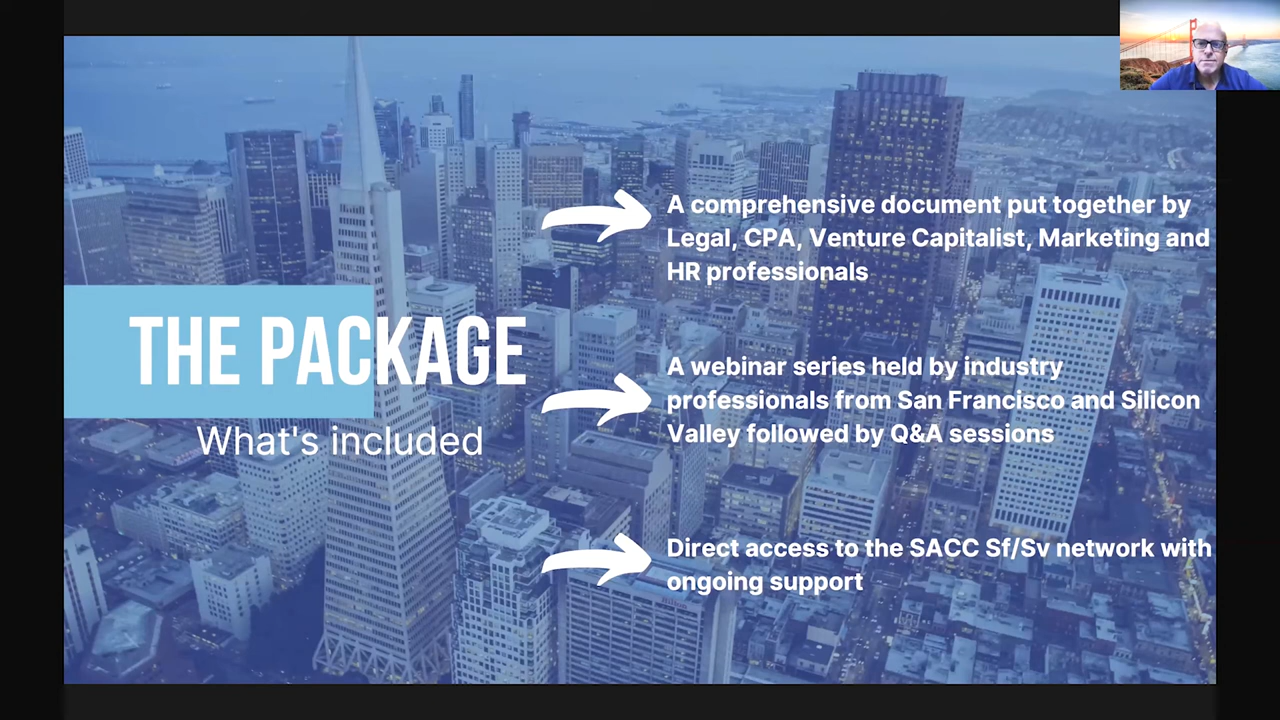 THE PACKAGE
What's included
A comprehensive document put together by
Legal, CPA, Venture Capitalist, Marketing and
HR professionals
A webinar series held by industry
professionals from San Francisco and Silicon
Valley followed by Q&A sessions
Direct access to the SACC Sf/Sv network with
ongoing support